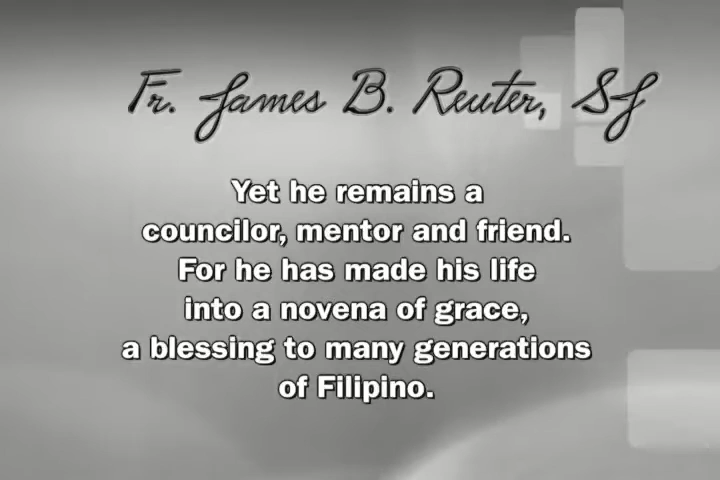 Fr. James B. Reuter, SJ
Yet he remains a
councilor, mentor and friend.
For he has made his life
into a novena of grace,
a blessing to many generations
of Filipino.